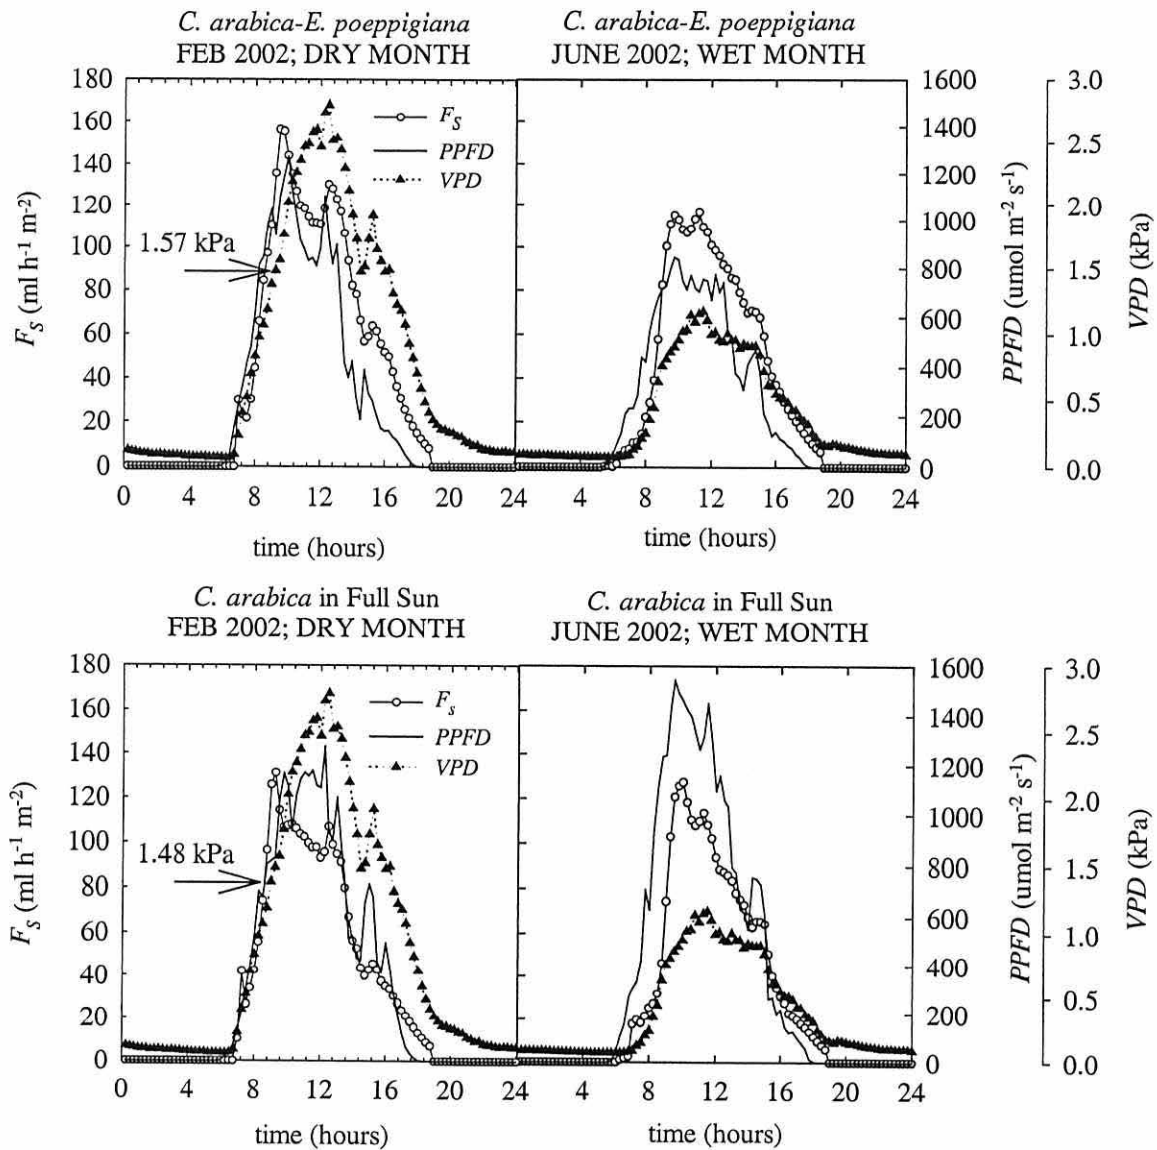 C. arabica-E. poeppigiana
FEB 2002; DRY MONTH
C. arabica-E. poeppigiana
JUNE 2002; WET MONTH
180
160
140
120
100
80
60
40
20
0
F_S (ml h⁻¹ m⁻²)
1.57 kPa
F_S
PPFD
VPD
1600
1400
1200
1000
800
600
400
200
0
PPFD (umol m⁻² s⁻¹)
3.0
2.5
2.0
1.5
1.0
0.5
0.0
VPD (kPa)
0 4 8 12 16 20 24 4 8 12 16 20 24
time (hours)
time (hours)
C. arabica in Full Sun
FEB 2002; DRY MONTH
C. arabica in Full Sun
JUNE 2002; WET MONTH
180
160
140
120
100
80
60
40
20
0
F_S (ml h⁻¹ m⁻²)
1.48 kPa
F_s
PPFD
VPD
1600
1400
1200
1000
800
600
400
200
0
PPFD (umol m⁻² s⁻¹)
3.0
2.5
2.0
1.5
1.0
0.5
0.0
VPD (kPa)
0 4 8 12 16 20 24 4 8 12 16 20 24
time (hours)
time (hours)